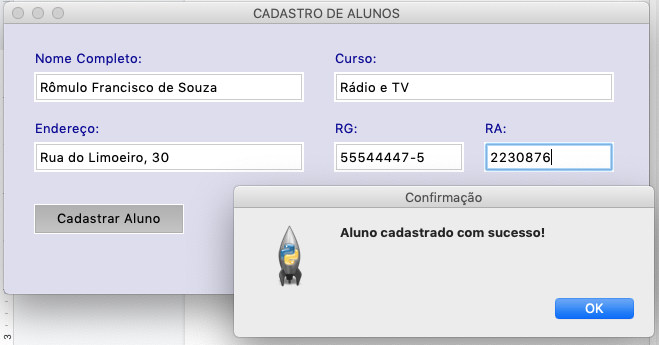 CADASTRO DE ALUNOS
Nome Completo: Curso:
Rômulo Francisco de Souza Rádio e TV
Endereço: RG: RA:
Rua do Limoeiro, 30 55544447-5 2230876
Confirmação
Cadastrar Aluno
Aluno cadastrado com sucesso!
OK
3